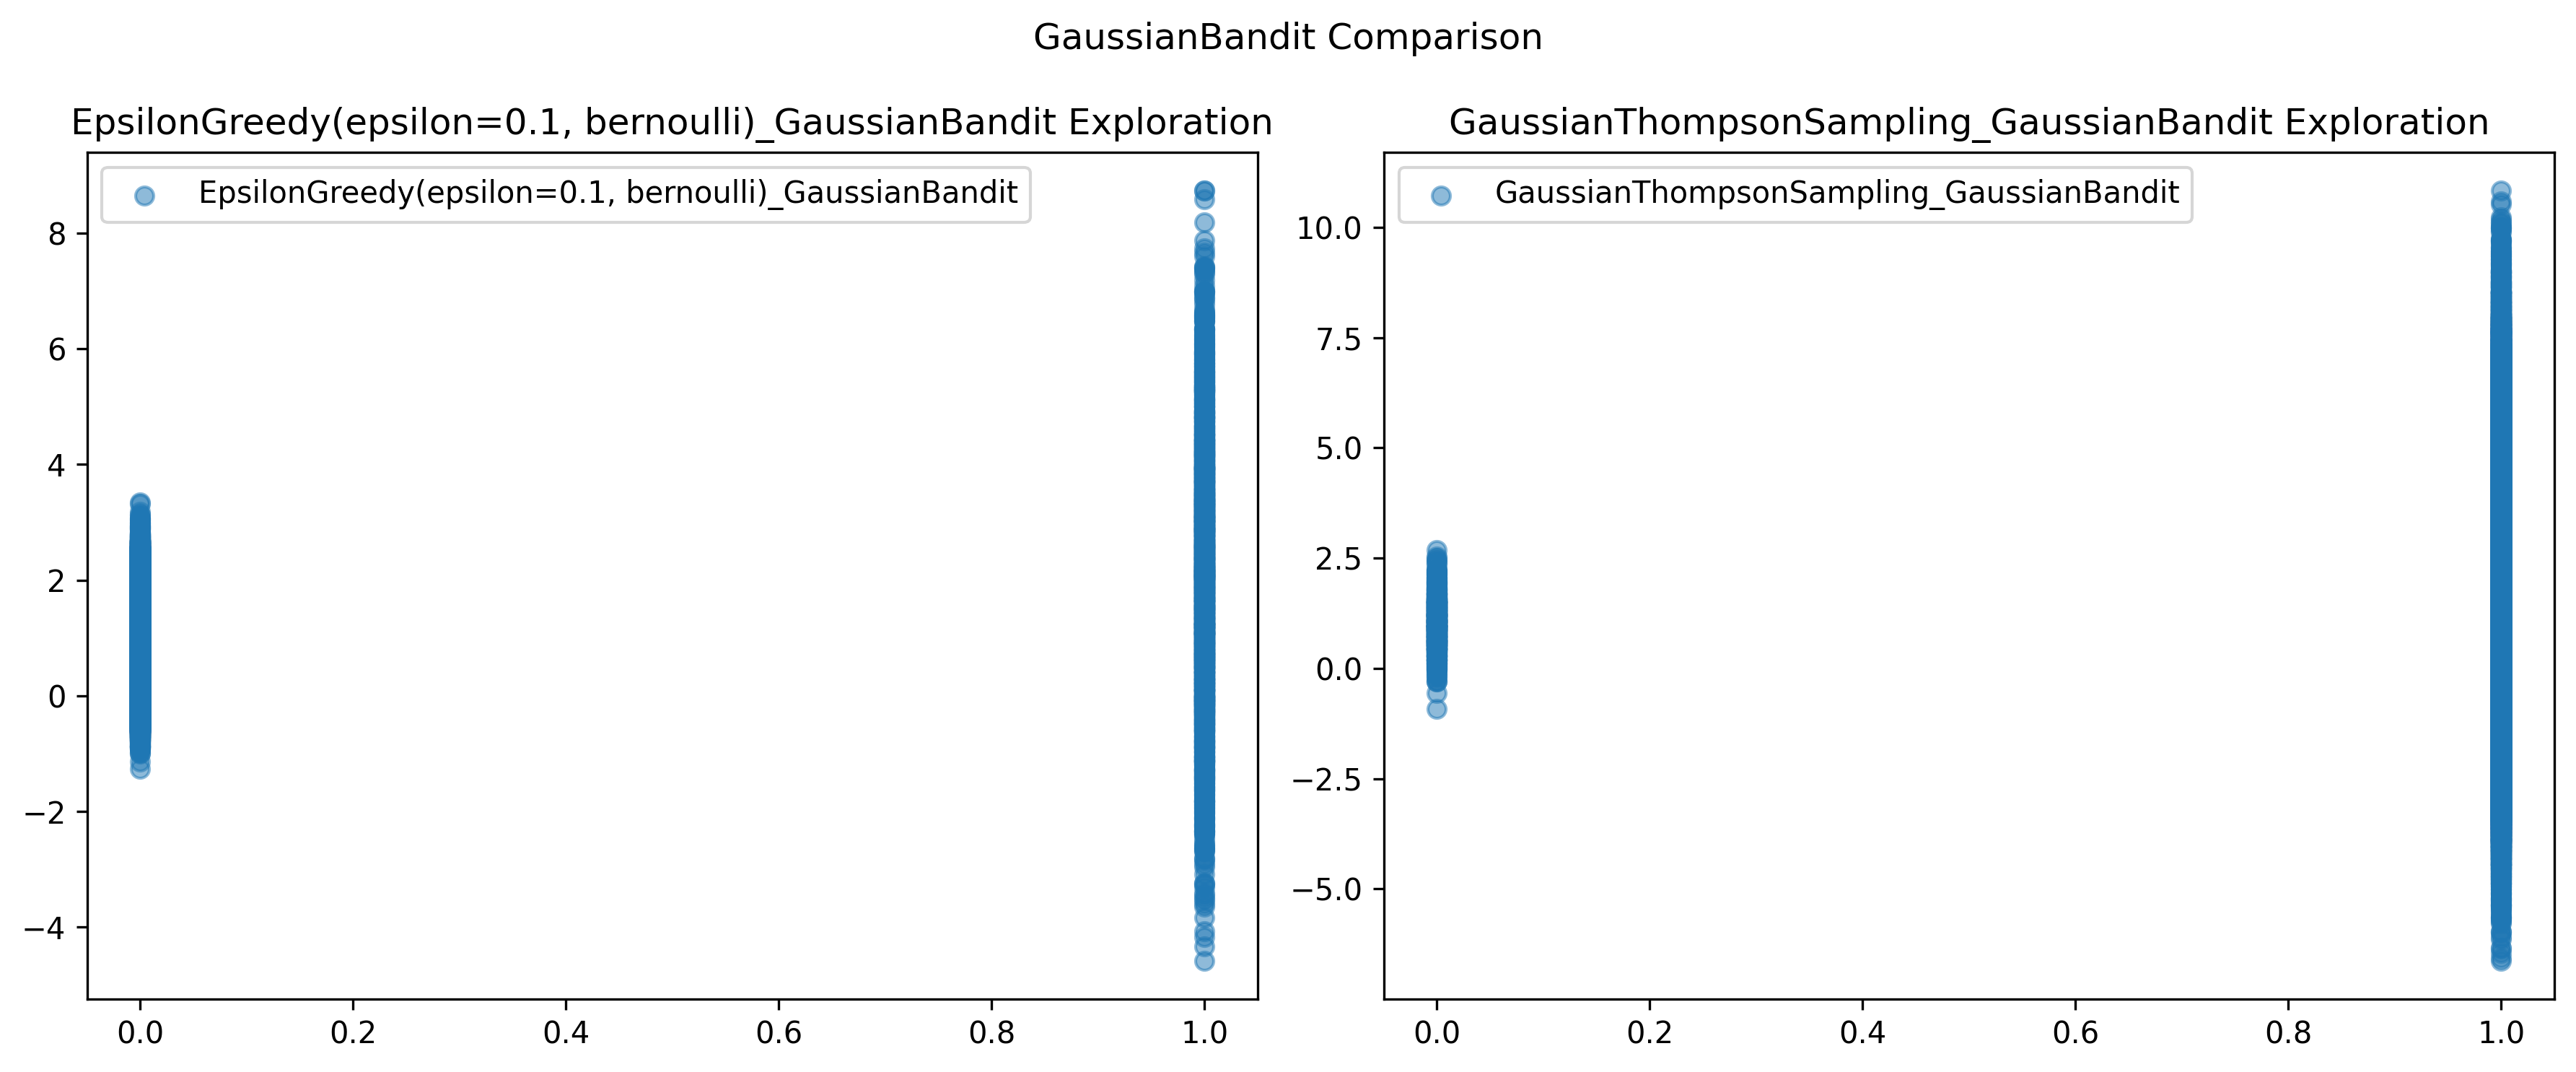 GaussianBandit Comparison
EpsilonGreedy(epsilon=0.1, bernoulli)_GaussianBandit Exploration
EpsilonGreedy(epsilon=0.1, bernoulli)_GaussianBandit
8
6
4
2
0
−2
−4
0.0 0.2 0.4 0.6 0.8 1.0
GaussianThompsonSampling_GaussianBandit Exploration
GaussianThompsonSampling_GaussianBandit
10.0
7.5
5.0
2.5
0.0
−2.5
−5.0
0.0 0.2 0.4 0.6 0.8 1.0